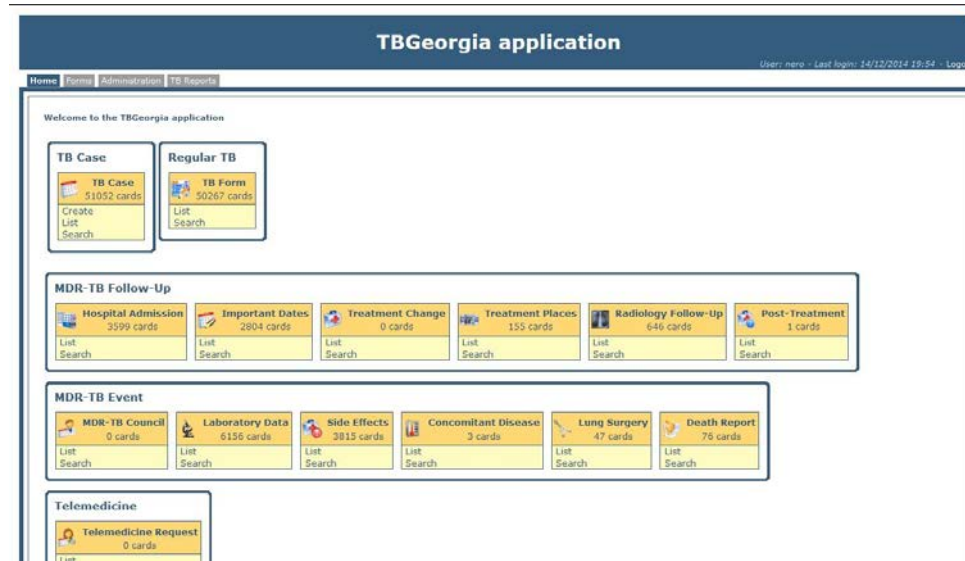 TBGeorgia application
User: nero - Last login: 14/12/2014 19:54 - Logo
Home Forms Administration TB Reports
Welcome to the TBGeorgia application
TB Case
TB Case
51052 cards
Create
List
Search
Regular TB
TB Form
50267 cards
List
Search
MDR-TB Follow-Up
Hospital Admission
3599 cards
List
Search
Important Dates
2804 cards
List
Search
Treatment Change
0 cards
List
Search
Treatment Places
155 cards
List
Search
Radiology Follow-Up
646 cards
List
Search
Post-Treatment
1 cards
List
Search
MDR-TB Event
MDR-TB Council
0 cards
List
Search
Laboratory Data
6156 cards
List
Search
Side Effects
3815 cards
List
Search
Concomitant Disease
3 cards
List
Search
Lung Surgery
47 cards
List
Search
Death Report
76 cards
List
Search
Telemedicine
Telemedicine Request
0 cards
List